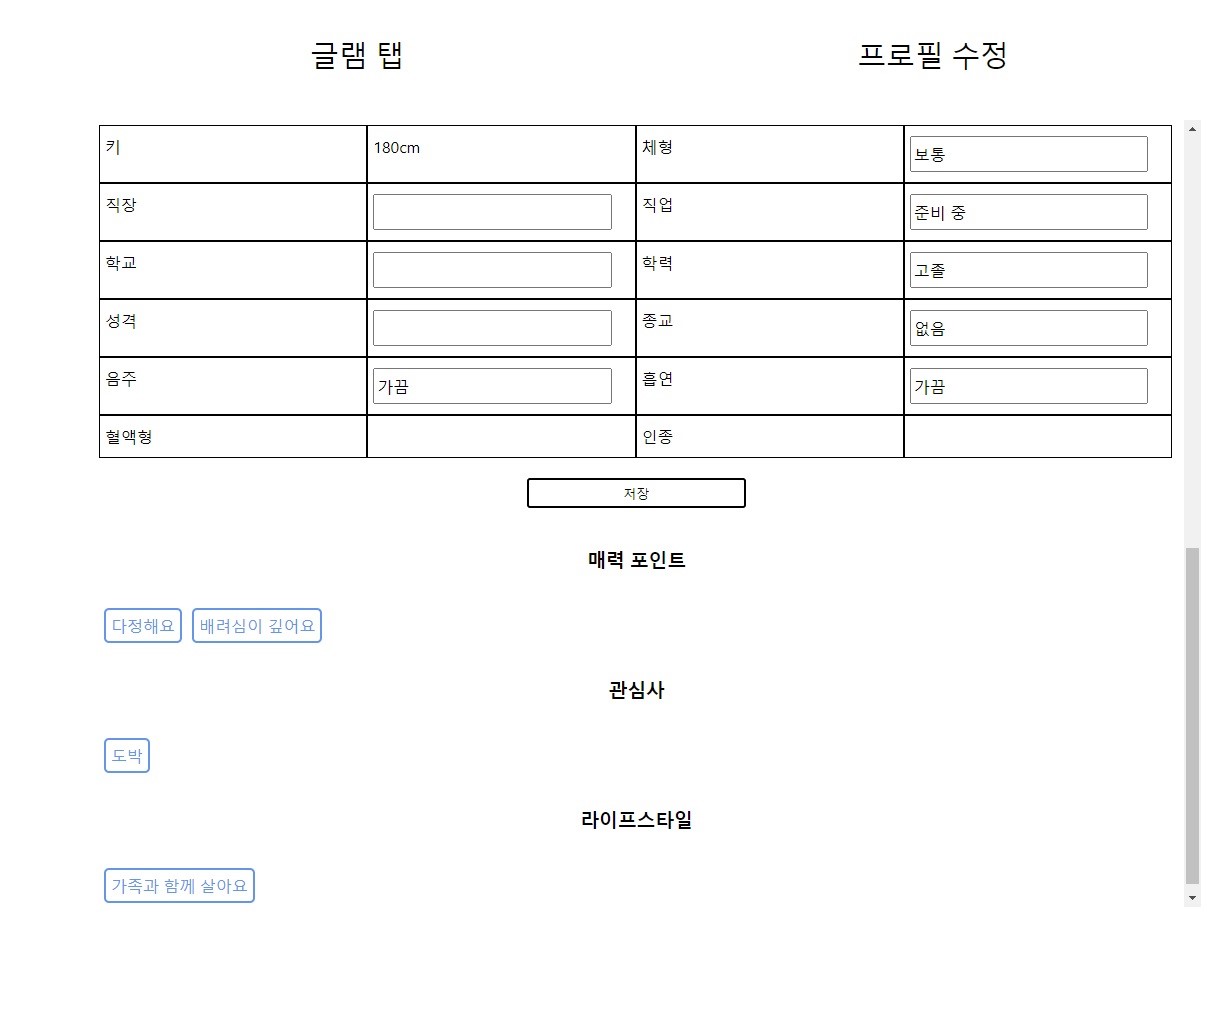 글램 탭 프로필 수정
키 180cm 체형 보통
직장 직업 준비 중
학교 학력 고졸
성격 종교 없음
음주 가끔 흡연 가끔
혈액형 인종
저장
매력 포인트
다정해요 배려심이 깊어요
관심사
도박
라이프스타일
가족과 함께 살아요